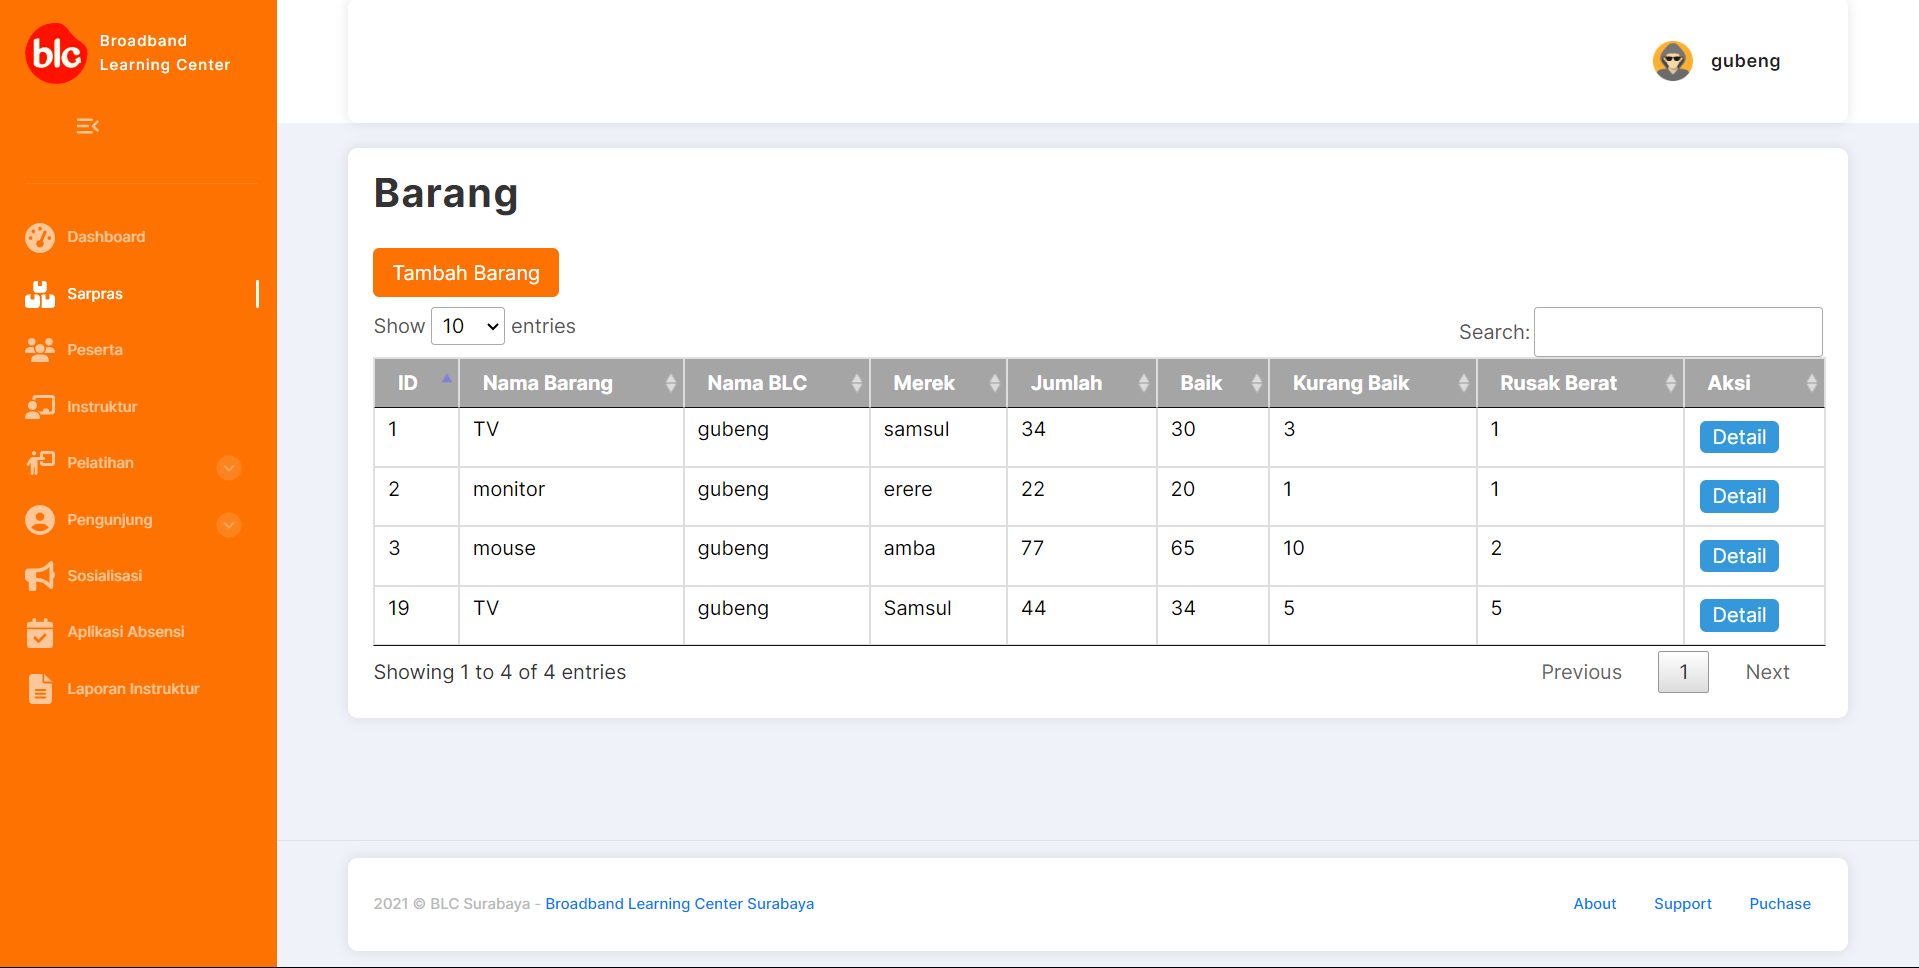 blc
Broadband
Learning Center
gubeng
Dashboard
Sarpras
Peserta
Instruktur
Pelatihan
Pengunjung
Sosialisasi
Aplikasi Absensi
Laporan Instruktur
Barang
Tambah Barang
Show 10 entries
Search:
ID Nama Barang Nama BLC Merek Jumlah Baik Kurang Baik Rusak Berat Aksi
1 TV gubeng samsul 34 30 3 1 Detail
2 monitor gubeng erere 22 20 1 1 Detail
3 mouse gubeng amba 77 65 10 2 Detail
19 TV gubeng Samsul 44 34 5 5 Detail
Showing 1 to 4 of 4 entries
Previous 1 Next
2021 © BLC Surabaya - Broadband Learning Center Surabaya
About Support Puchase